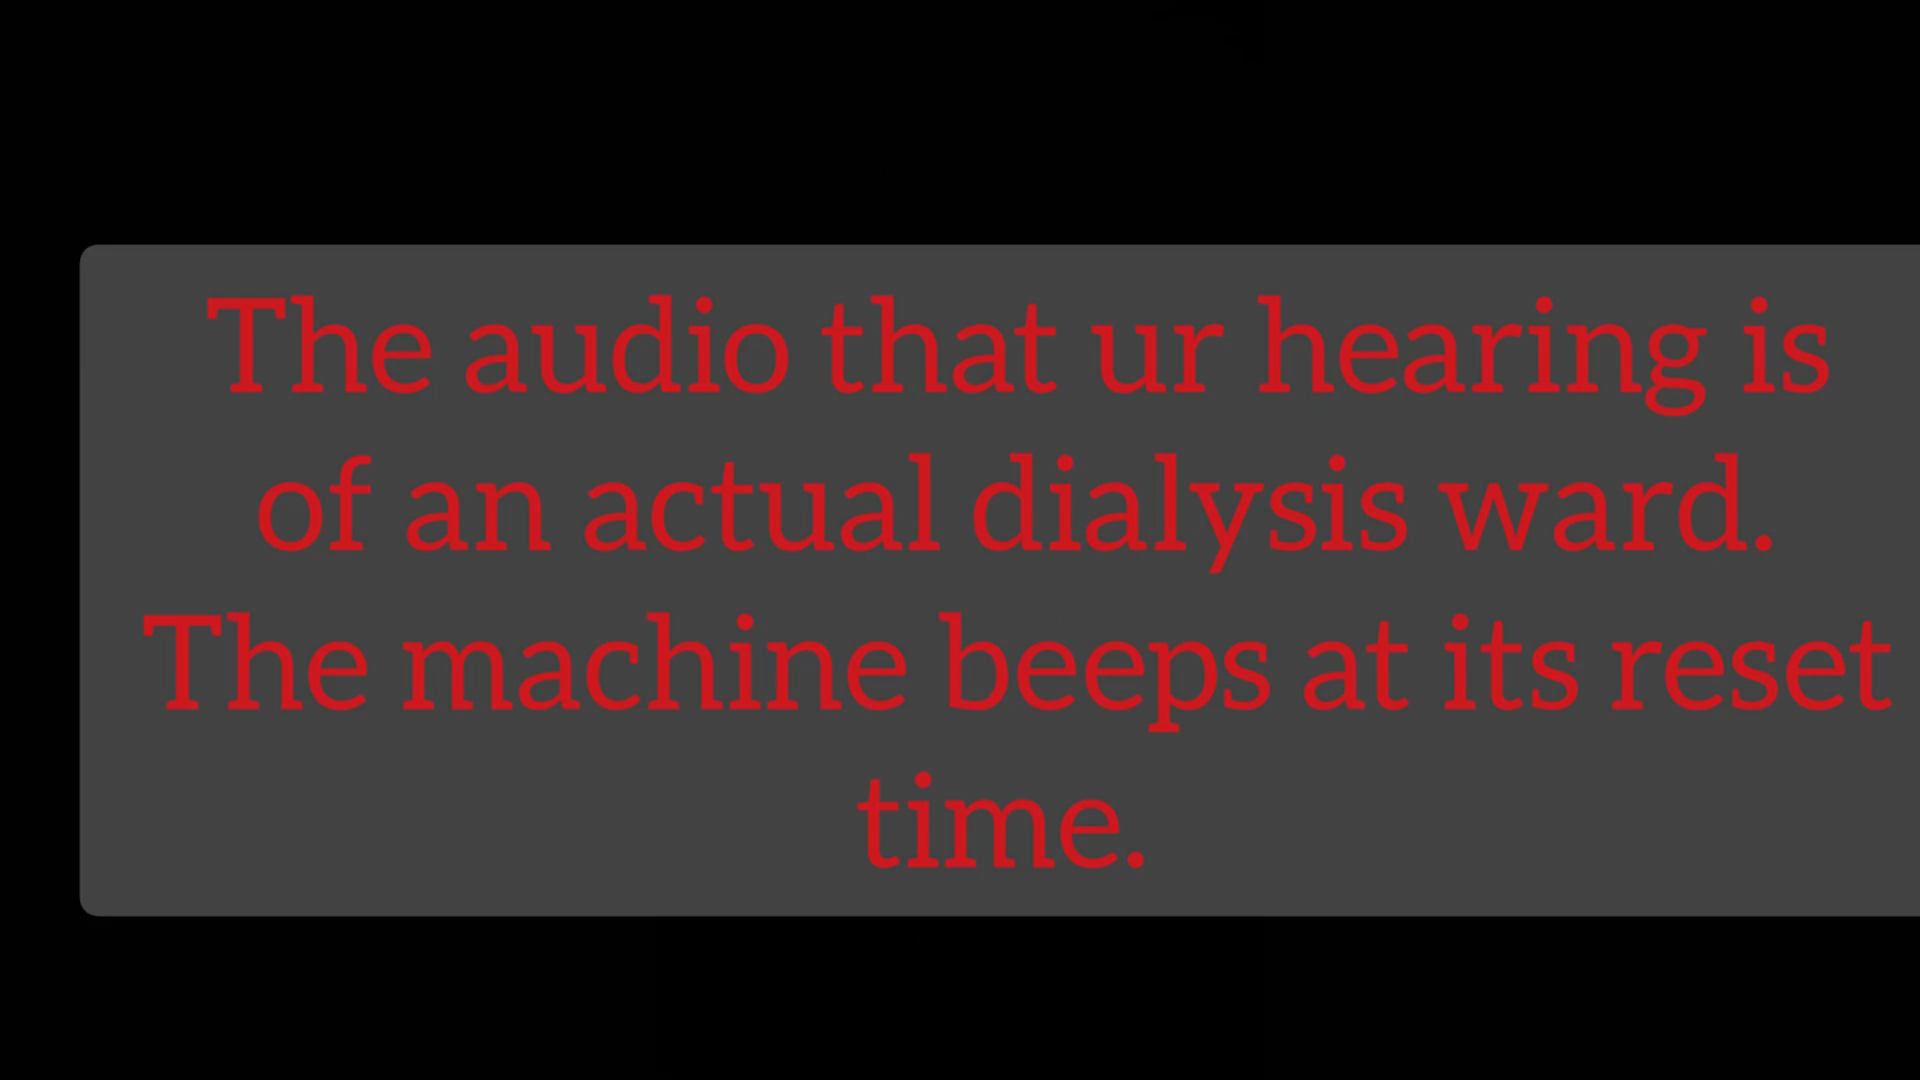 The audio that ur hearing is
of an actual dialysis ward.
The machine beeps at its reset
time.